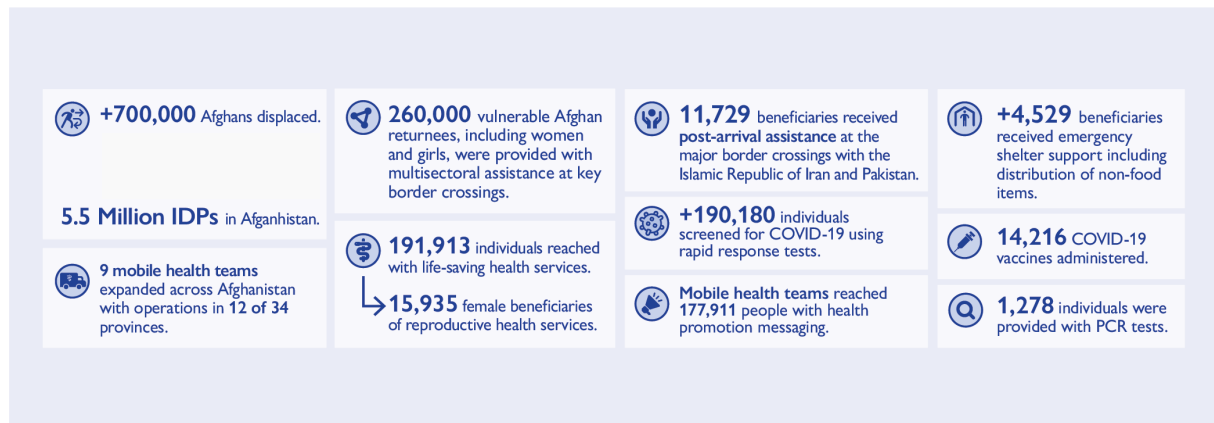 +700,000 Afghans displaced.
5.5 Million IDPs in Afganhistan.
9 mobile health teams
expanded across Afghanistan
with operations in 12 of 34
provinces.
260,000 vulnerable Afghan
returnees, including women
and girls, were provided with
multisectoral assistance at key
border crossings.
191,913 individuals reached
with life-saving health services.
15,935 female beneficiaries
of reproductive health services.
11,729 beneficiaries received
post-arrival assistance at the
major border crossings with the
Islamic Republic of Iran and Pakistan.
+190,180 individuals
screened for COVID-19 using
rapid response tests.
Mobile health teams reached
177,911 people with health
promotion messaging.
+4,529 beneficiaries
received emergency
shelter support including
distribution of non-food
items.
14,216 COVID-19
vaccines administered.
1,278 individuals were
provided with PCR tests.